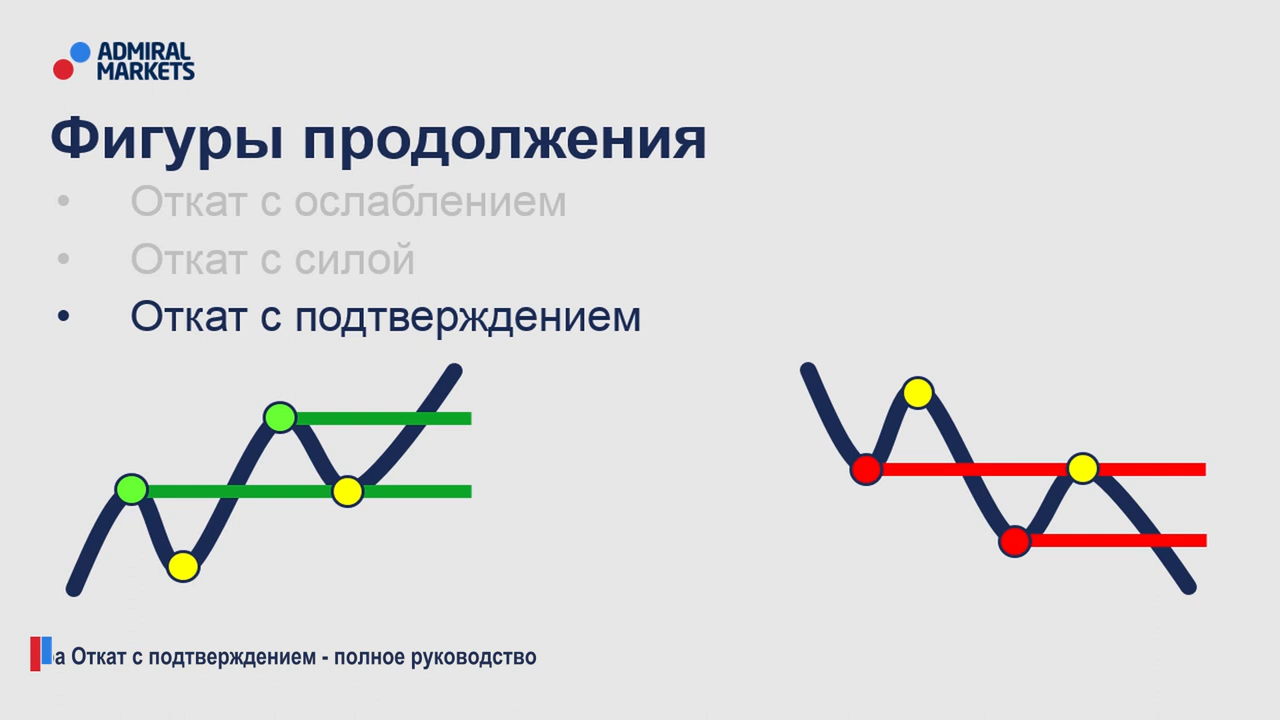 ADMIRAL
MARKETS
Фигуры продолжения
• Откат с ослаблением
• Откат с силой
• Откат с подтверждением
Откат с подтверждением - полное руководство